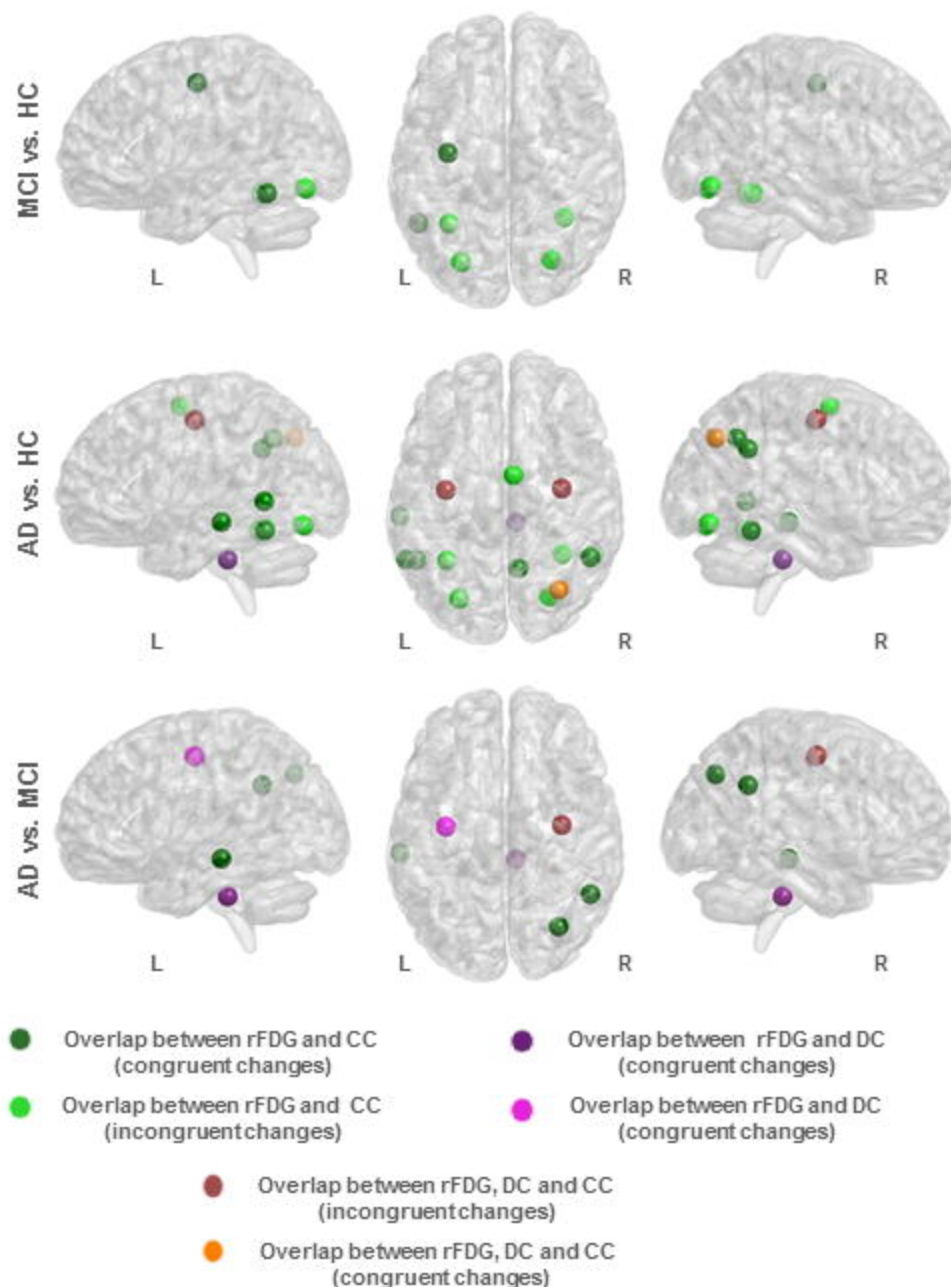 MCI vs. HC
L
L
R
R
AD vs. HC
L
L
R
R
AD vs. MCI
L
L
R
R
Overlap between rFDG and CC
(congruent changes)
Overlap between rFDG and DC
(congruent changes)
Overlap between rFDG and CC
(incongruent changes)
Overlap between rFDG and DC
(congruent changes)
Overlap between rFDG, DC and CC
(incongruent changes)
Overlap between rFDG, DC and CC
(congruent changes)